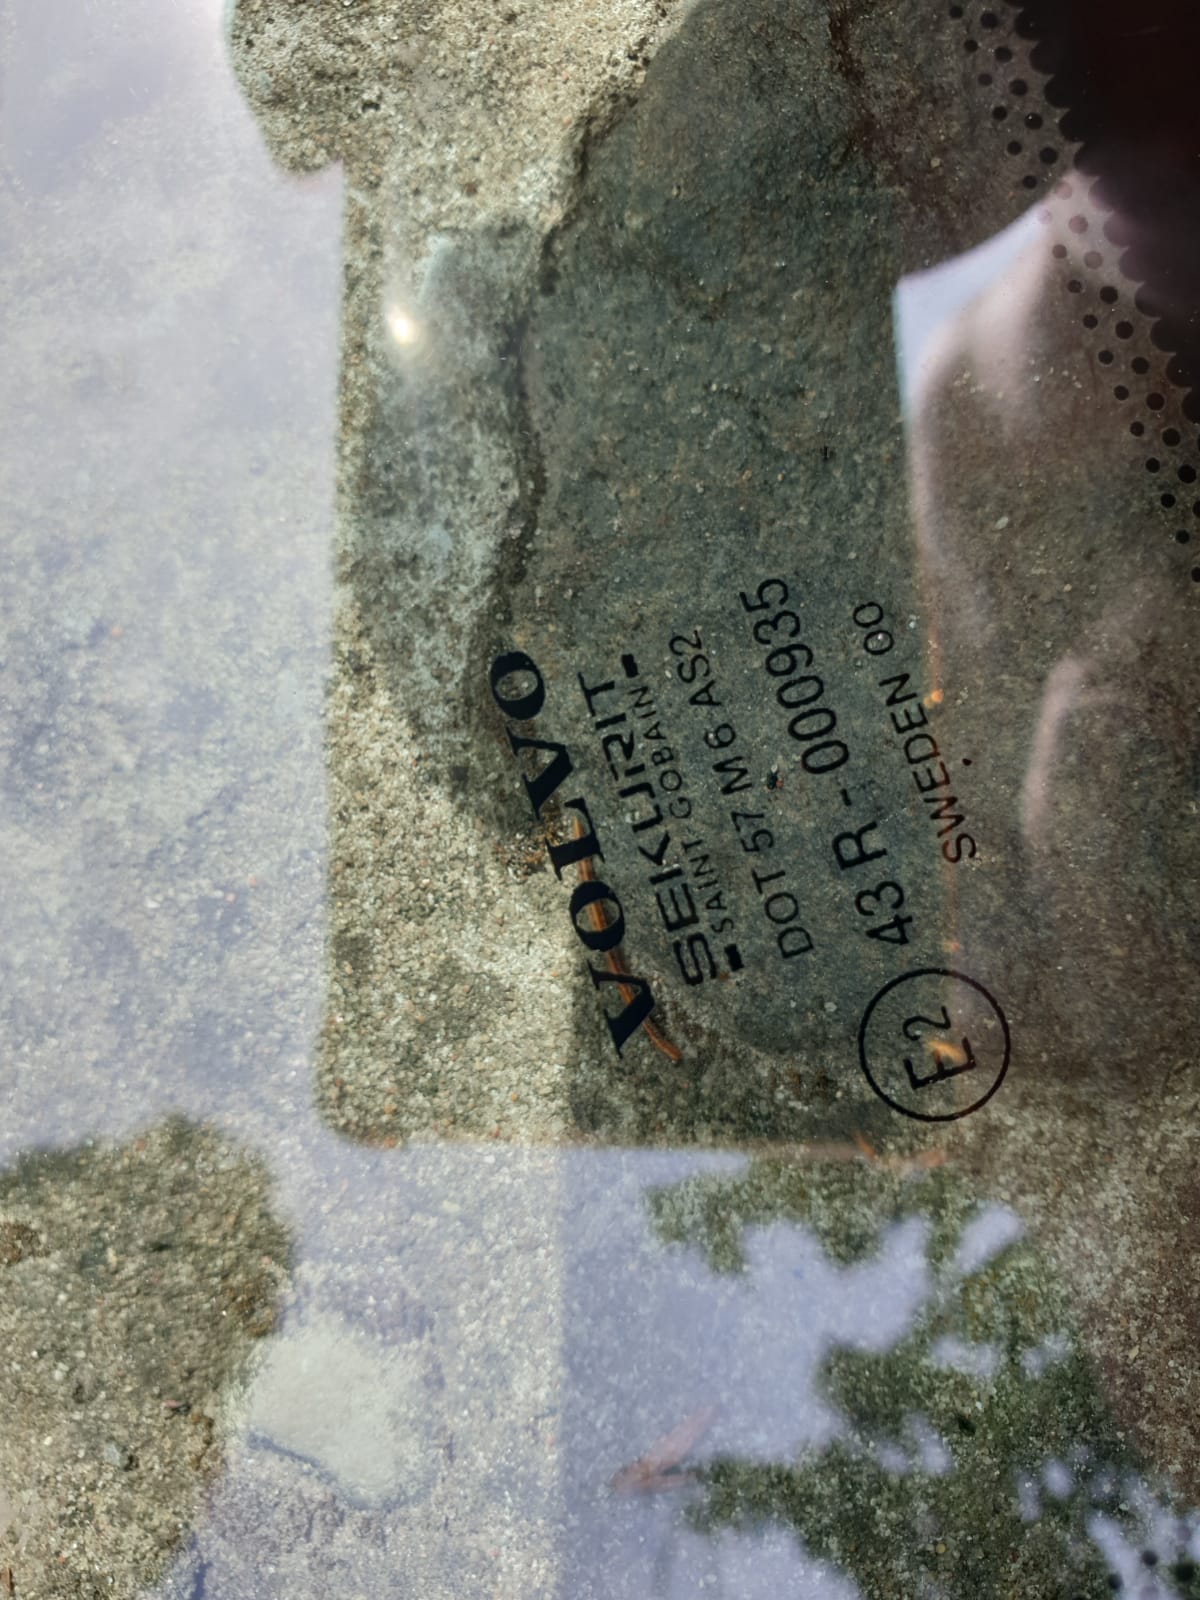 VOLVO
SEKURIT
SAINT-GOBAIN
DOT 57 M6 AS2
E2 43 R - 000935
SWEDEN 00